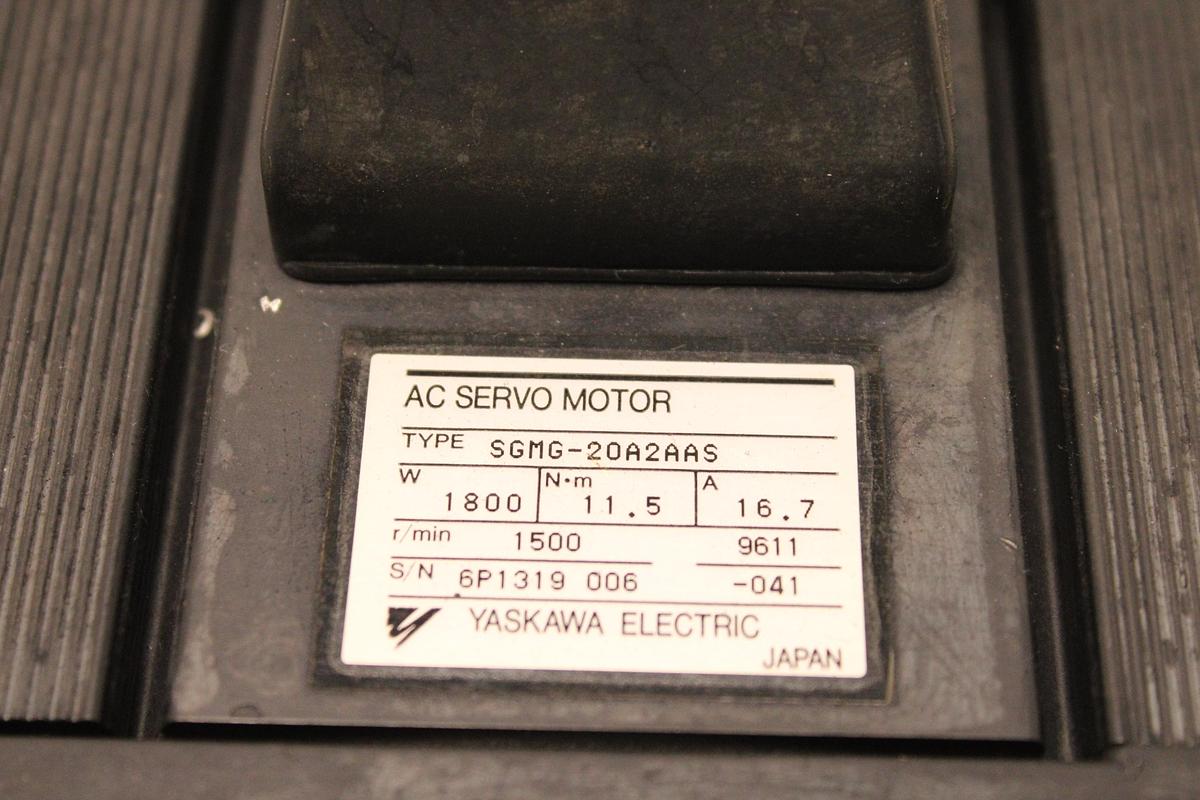 AC SERVO MOTOR
TYPE SGMG-20A2AAS
W 1800 N·m 11.5 A 16.7
r/min 1500 9611
S/N 6P1319 006 -041
YASKAWA ELECTRIC
JAPAN